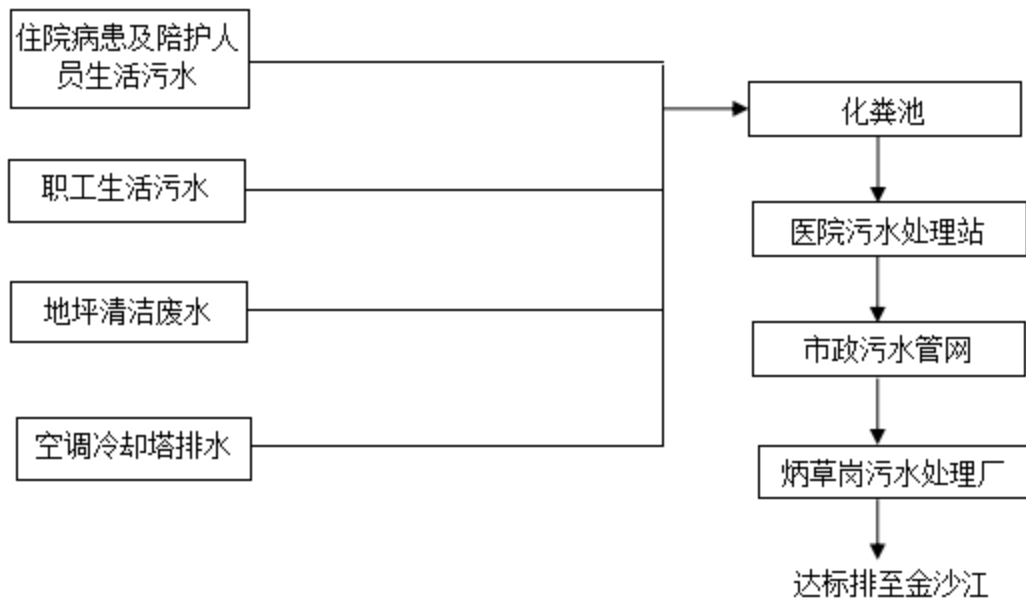 住院病患及陪护人
员生活污水
职工生活污水
地坪清洁废水
空调冷却塔排水
化粪池
医院污水处理站
市政污水管网
炳草岗污水处理厂
达标排至金沙江